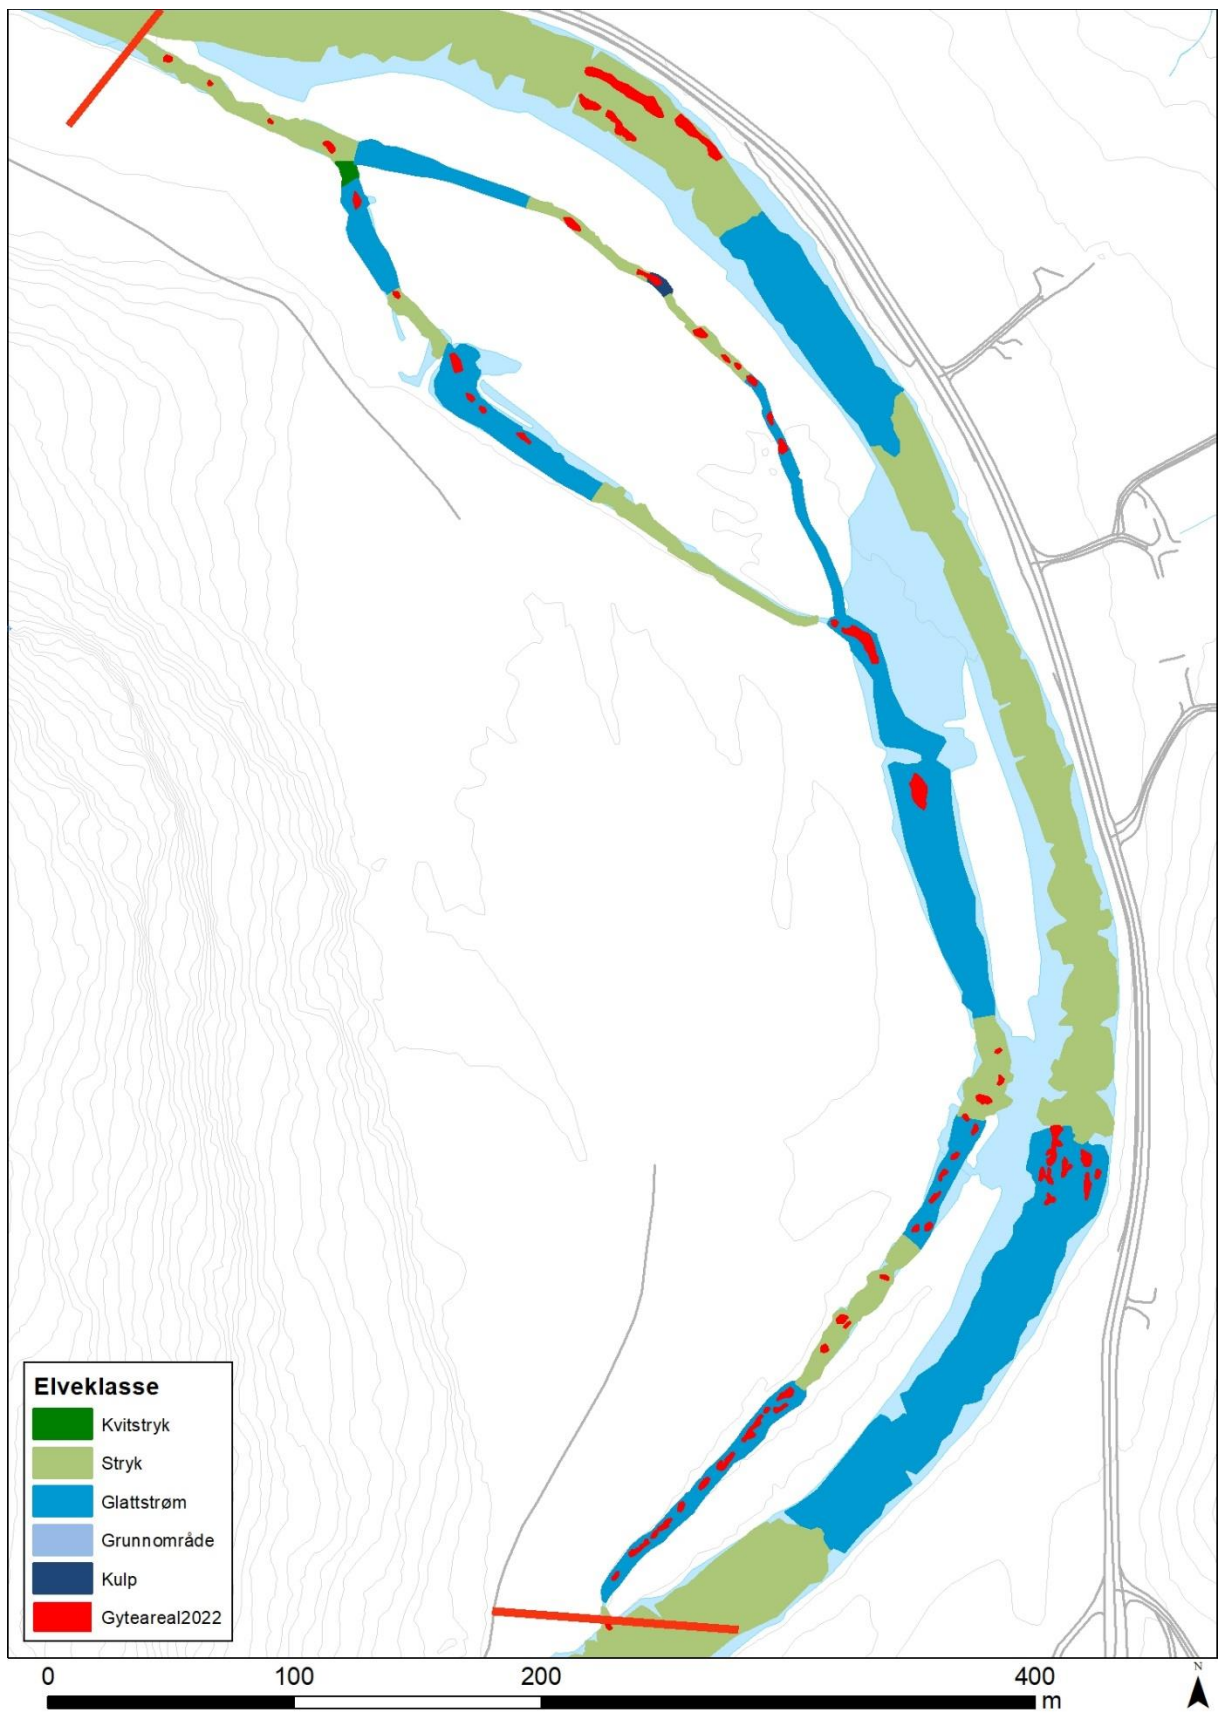 Elveklasse
Kvitstryk
Stryk
Glattstrøm
Grunnområde
Kulp
Gyteareal2022
0 100 200 400
m
N